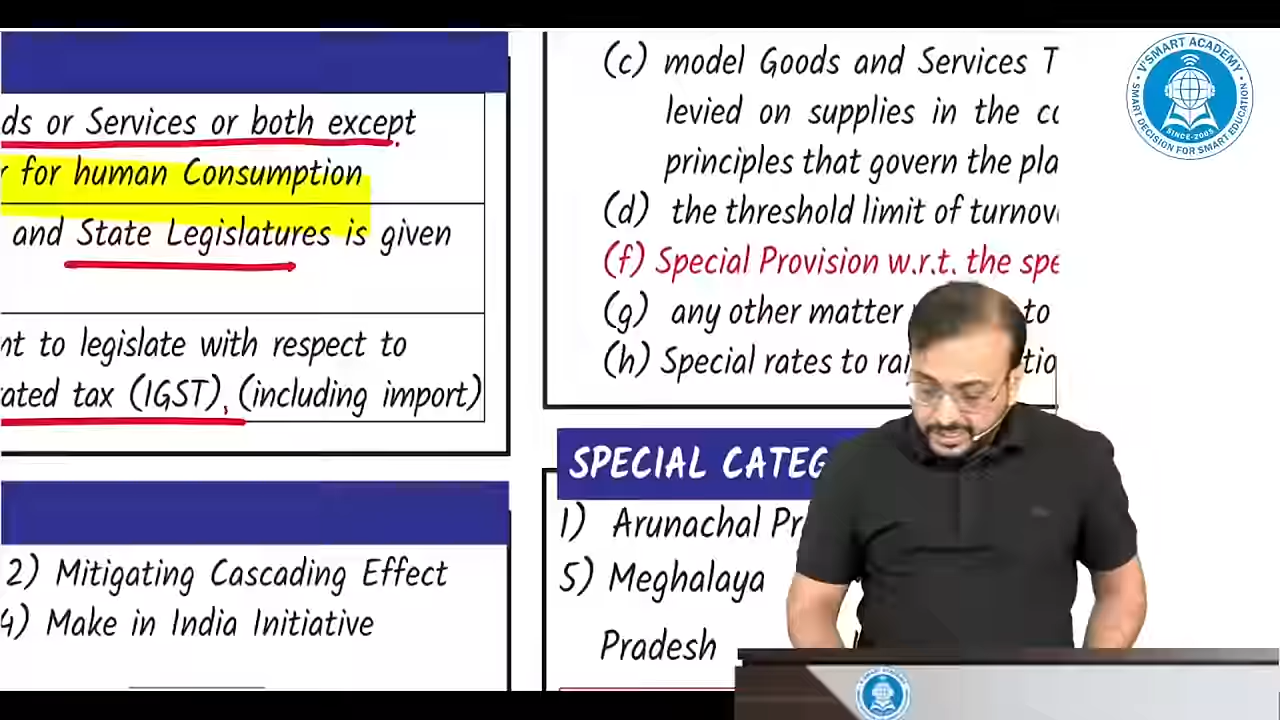 ds or Services or both except
for human Consumption
and State Legislatures is given
nt to legislate with respect to
ated tax (IGST), (including import)
2) Mitigating Cascading Effect
4) Make in India Initiative
(c) model Goods and Services T
levied on supplies in the co
principles that govern the pla
(d) the threshold limit of turnov
(f) Special Provision w.r.t. the spe
(g) any other matter to
(h) Special rates to rai tio
SPECIAL CATEG
1) Arunachal Pr
5) Meghalaya
Pradesh
V'SMART ACADEMY
SINCE-2005
SMART DECISION FOR SMART EDUCATION